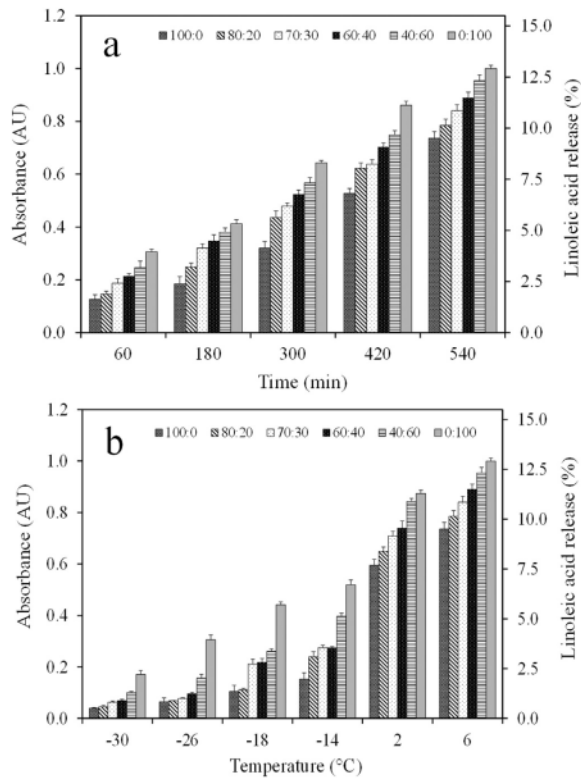 a
100:0 80:20 70:30 60:40 40:60 0:100
1.2
1.0
0.8
0.6
0.4
0.2
0.0
Absorbance (AU)
15.0
12.5
10.0
7.5
5.0
2.5
0.0
Linoleic acid release (%)
60 180 300 420 540
Time (min)
b
100:0 80:20 70:30 60:40 40:60 0:100
1.2
1.0
0.8
0.6
0.4
0.2
0.0
Absorbance (AU)
15.0
12.5
10.0
7.5
5.0
2.5
0.0
Linoleic acid release (%)
-30 -26 -18 -14 2 6
Temperature (°C)